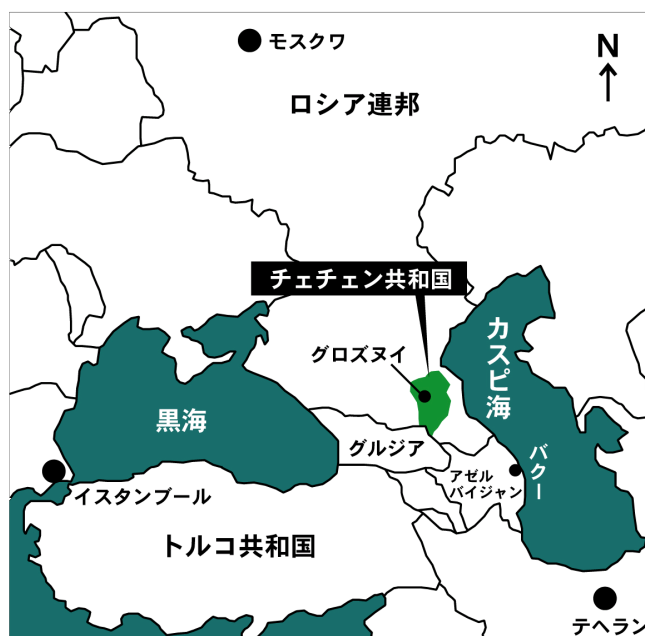 モスクワ
N
ロシア連邦
チェチェン共和国
カスピ海
グロズヌイ
黒海
グルジア
バクー
アゼル
バイジャン
イスタンブール
トルコ共和国
テヘラン